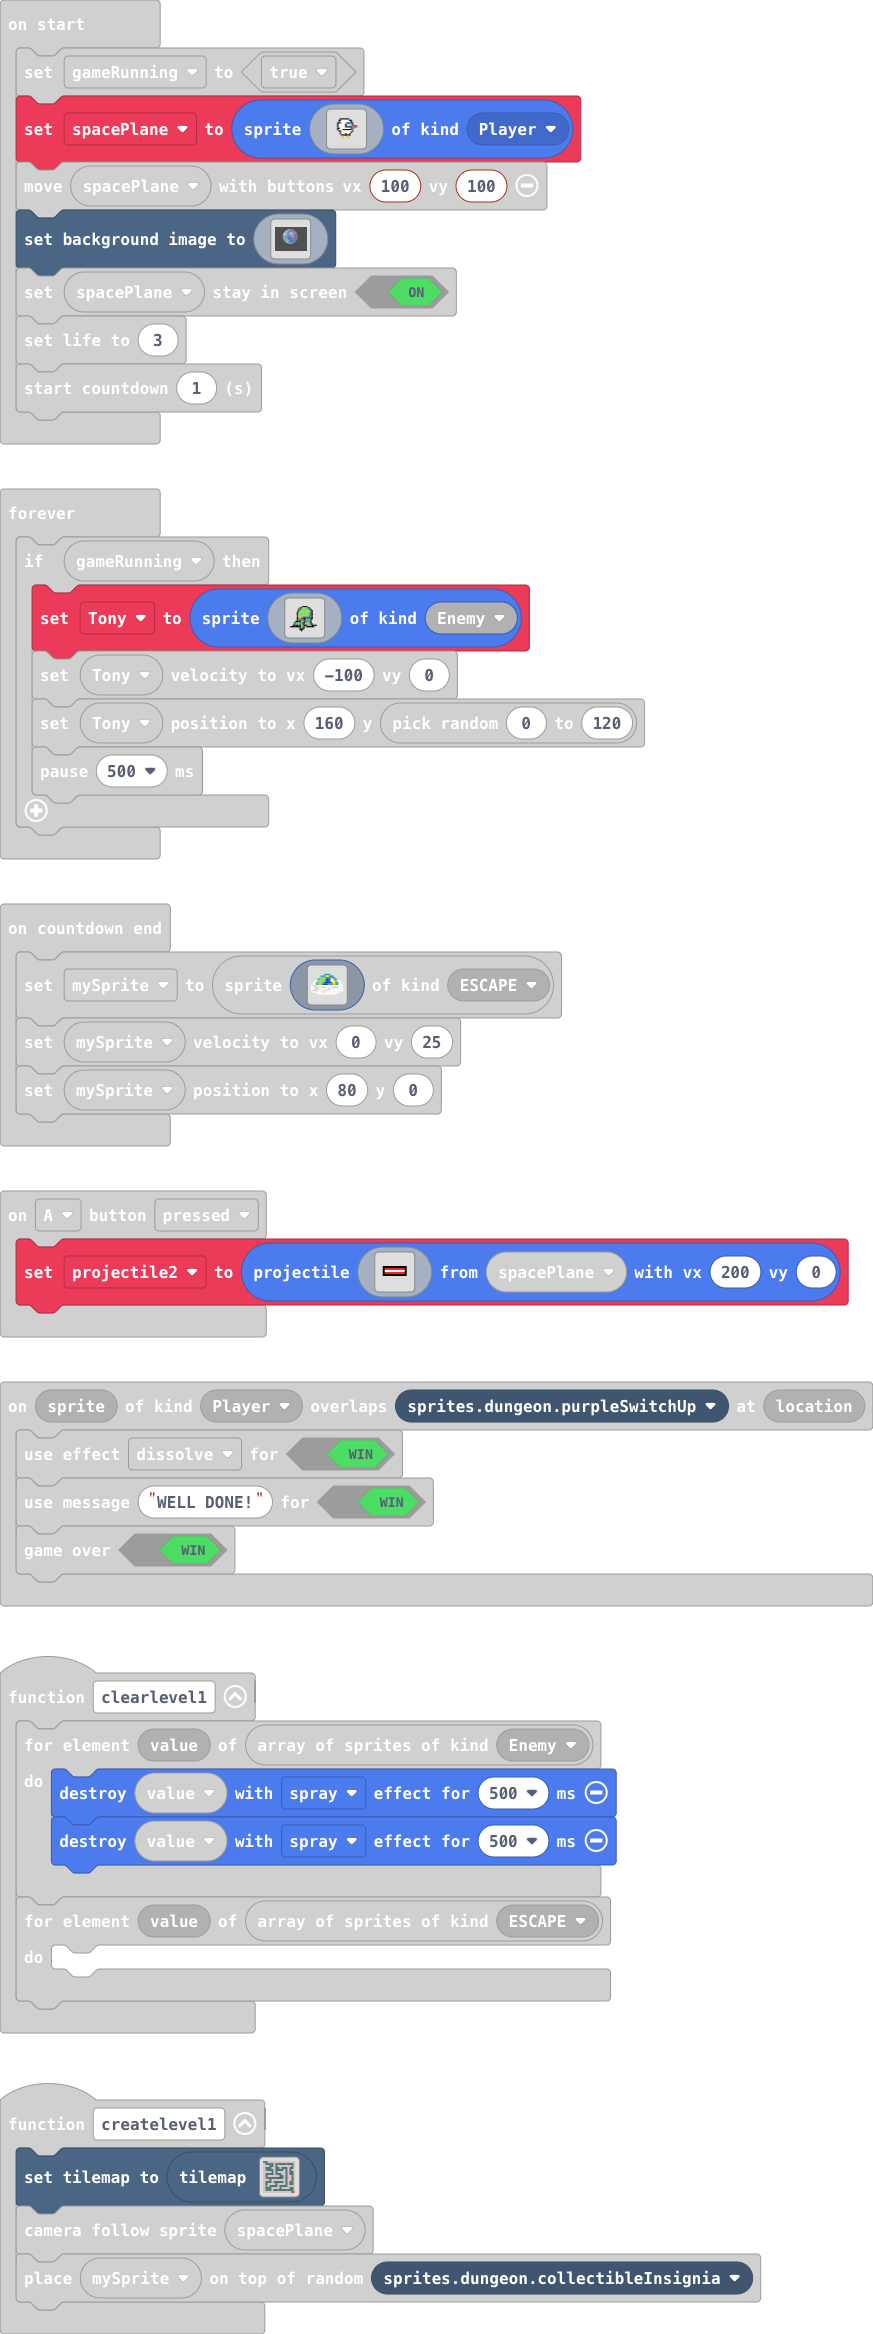 on start
set gameRunning to true
set spacePlane to sprite of kind Player
move spacePlane with buttons vx 100 vy 100
set background image to
set spacePlane stay in screen ON
set life to 3
start countdown 1 (s)
forever
if gameRunning then
set Tony to sprite of kind Enemy
set Tony velocity to vx -100 vy 0
set Tony position to x 160 y pick random 0 to 120
pause 500 ms
on countdown end
set mySprite to sprite of kind ESCAPE
set mySprite velocity to vx 0 vy 25
set mySprite position to x 80 y 0
on A button pressed
set projectile2 to projectile from spacePlane with vx 200 vy 0
on sprite of kind Player overlaps sprites.dungeon.purpleSwitchUp at location
use effect dissolve for WIN
use message "WELL DONE!" for WIN
game over WIN
function clearlevel1
for element value of array of sprites of kind Enemy
do
destroy value with spray effect for 500 ms
destroy value with spray effect for 500 ms
for element value of array of sprites of kind ESCAPE
do
function createlevel1
set tilemap to tilemap
camera follow sprite spacePlane
place mySprite on top of random sprites.dungeon.collectibleInsignia